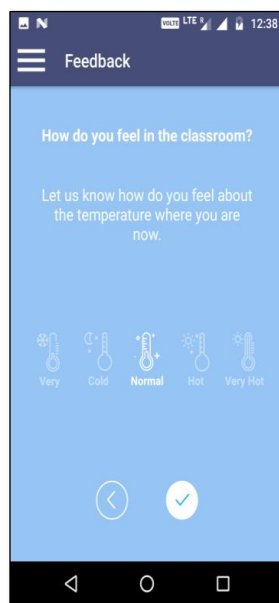 N VOLTE LTE R 12:38
Feedback
How do you feel in the classroom?
Let us know how do you feel about
the temperature where you are
now.
Very Cold Normal Hot Very Hot